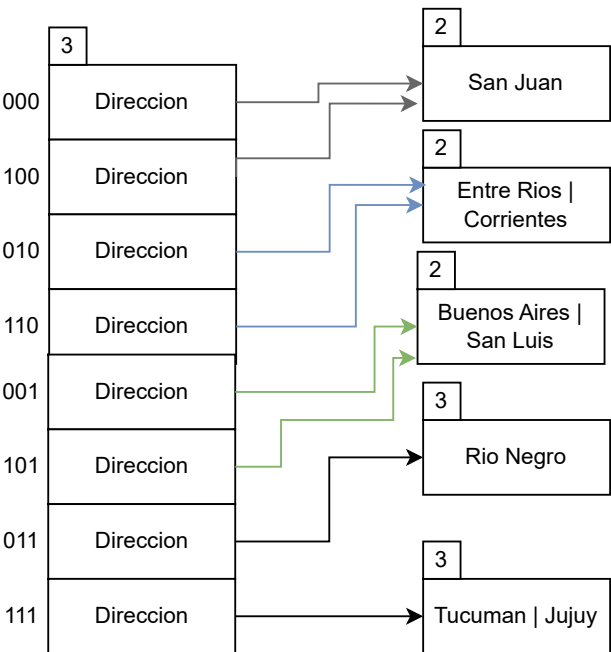 3
000 Direccion
100 Direccion
010 Direccion
110 Direccion
001 Direccion
101 Direccion
011 Direccion
111 Direccion
2
San Juan
2
Entre Rios |
Corrientes
2
Buenos Aires |
San Luis
3
Rio Negro
3
Tucuman | Jujuy